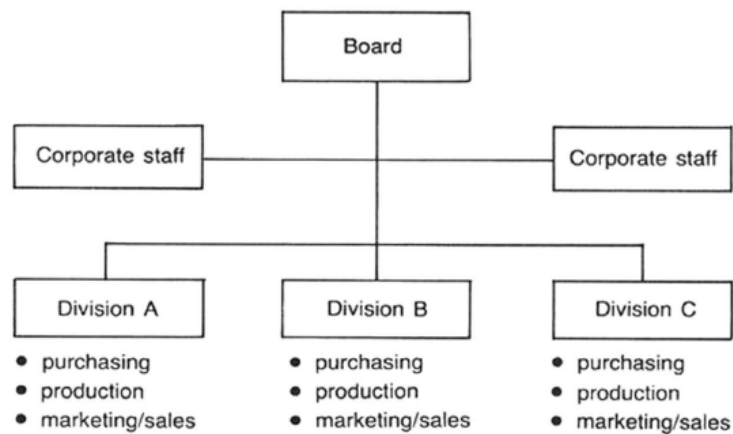 Board
Corporate staff
Corporate staff
Division A
Division B
Division C
• purchasing
• production
• marketing/sales
• purchasing
• production
• marketing/sales
• purchasing
• production
• marketing/sales